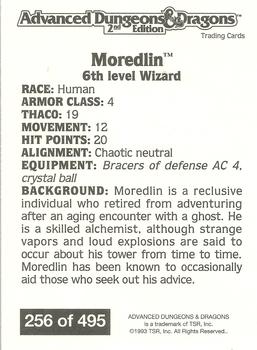 Advanced Dungeons & Dragons®
2nd Edition
Trading Cards
Moredlin™
6th level Wizard
RACE: Human
ARMOR CLASS: 4
THACO: 19
MOVEMENT: 12
HIT POINTS: 20
ALIGNMENT: Chaotic neutral
EQUIPMENT: Bracers of defense AC 4,
crystal ball
BACKGROUND: Moredlin is a reclusive
individual who retired from adventuring
after an aging encounter with a ghost. He
is a skilled alchemist, although strange
vapors and loud explosions are said to
occur about his tower from time to time.
Moredlin has been known to occasionally
aid those who seek out his advice.
256 of 495
ADVANCED DUNGEONS & DRAGONS
is a trademark of TSR, Inc.
©1993 TSR, Inc. All Rights Reserved..